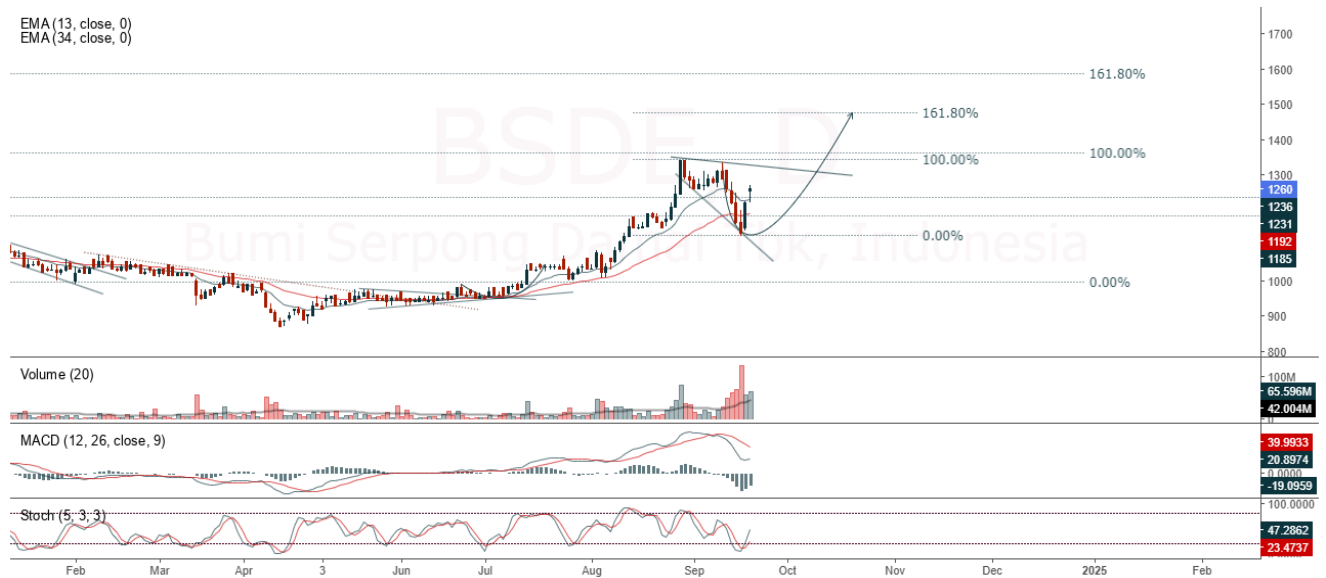 EMA (13, close, 0)
EMA (34, close, 0)
BSDE, D
Bumi Serpong Damai Tbk, Indonesia
161.80%
161.80%
100.00%
100.00%
0.00%
0.00%
1700
1600
1500
1400
1300
1260
1236
1231
1192
1185
1000
900
800
Volume (20)
100M
65.596M
42.004M
0
MACD (12, 26, close, 9)
39.9933
20.8974
0.0000
-19.0959
Stoch (5, 3, 3)
100.0000
47.2862
23.4737
Feb Mar Apr 3 Jun Jul Aug Sep Oct Nov Dec 2025 Feb